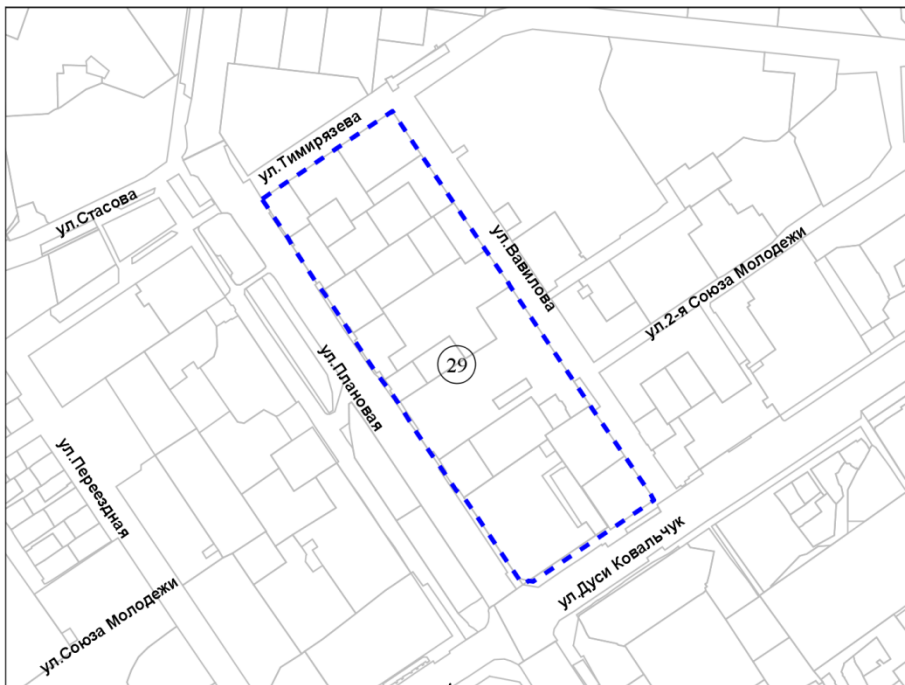 ул.Тимирязева
ул.Стасова
ул.Вавилова
ул.2-я Союза Молодежи
ул.Плановая
29
ул.Переездная
ул.Дуси Ковальчук
ул.Союза Молодежи